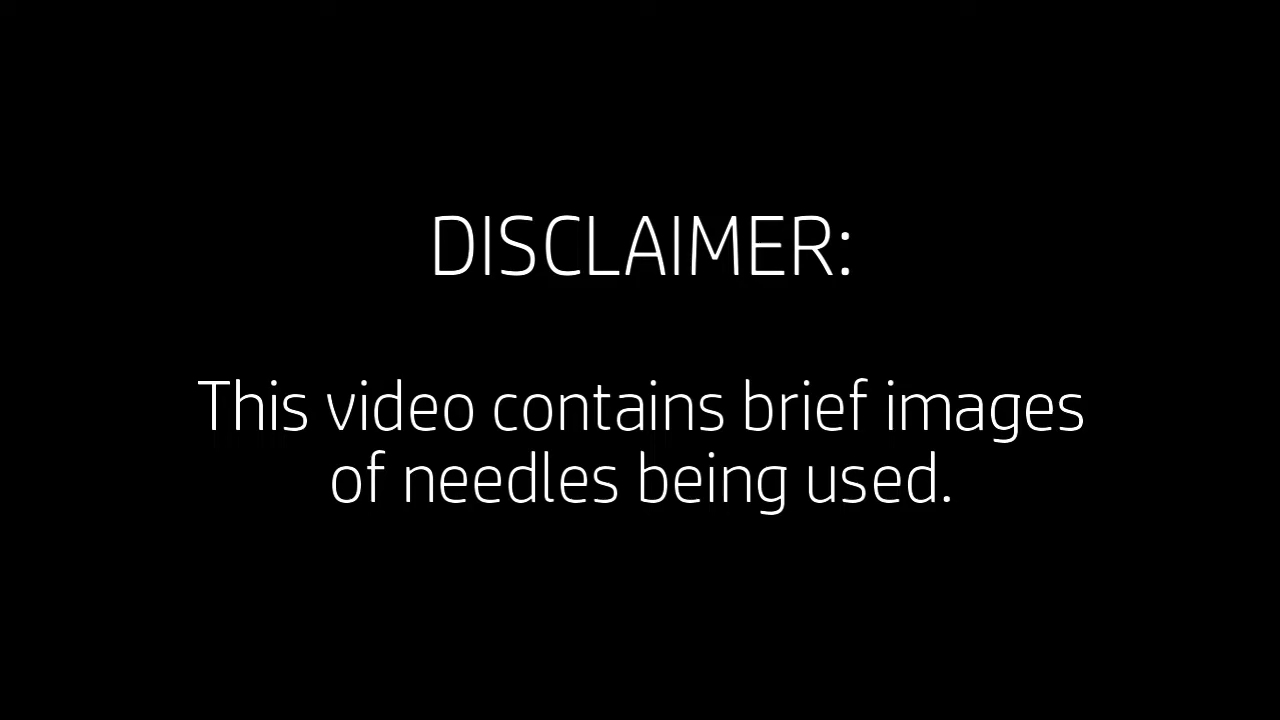 DISCLAIMER:
This video contains brief images
of needles being used.